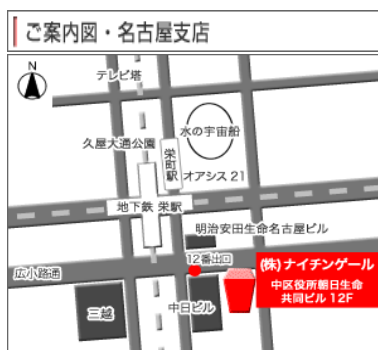 ご案内図・名古屋支店
N
テレビ塔
水の宇宙船
久屋大通公園
栄町駅
オアシス21
地下鉄 栄駅
明治安田生命名古屋ビル
12番出口
広小路通
(株)ナイチンゲール
中区役所朝日生命
共同ビル 12F
三越
中日ビル